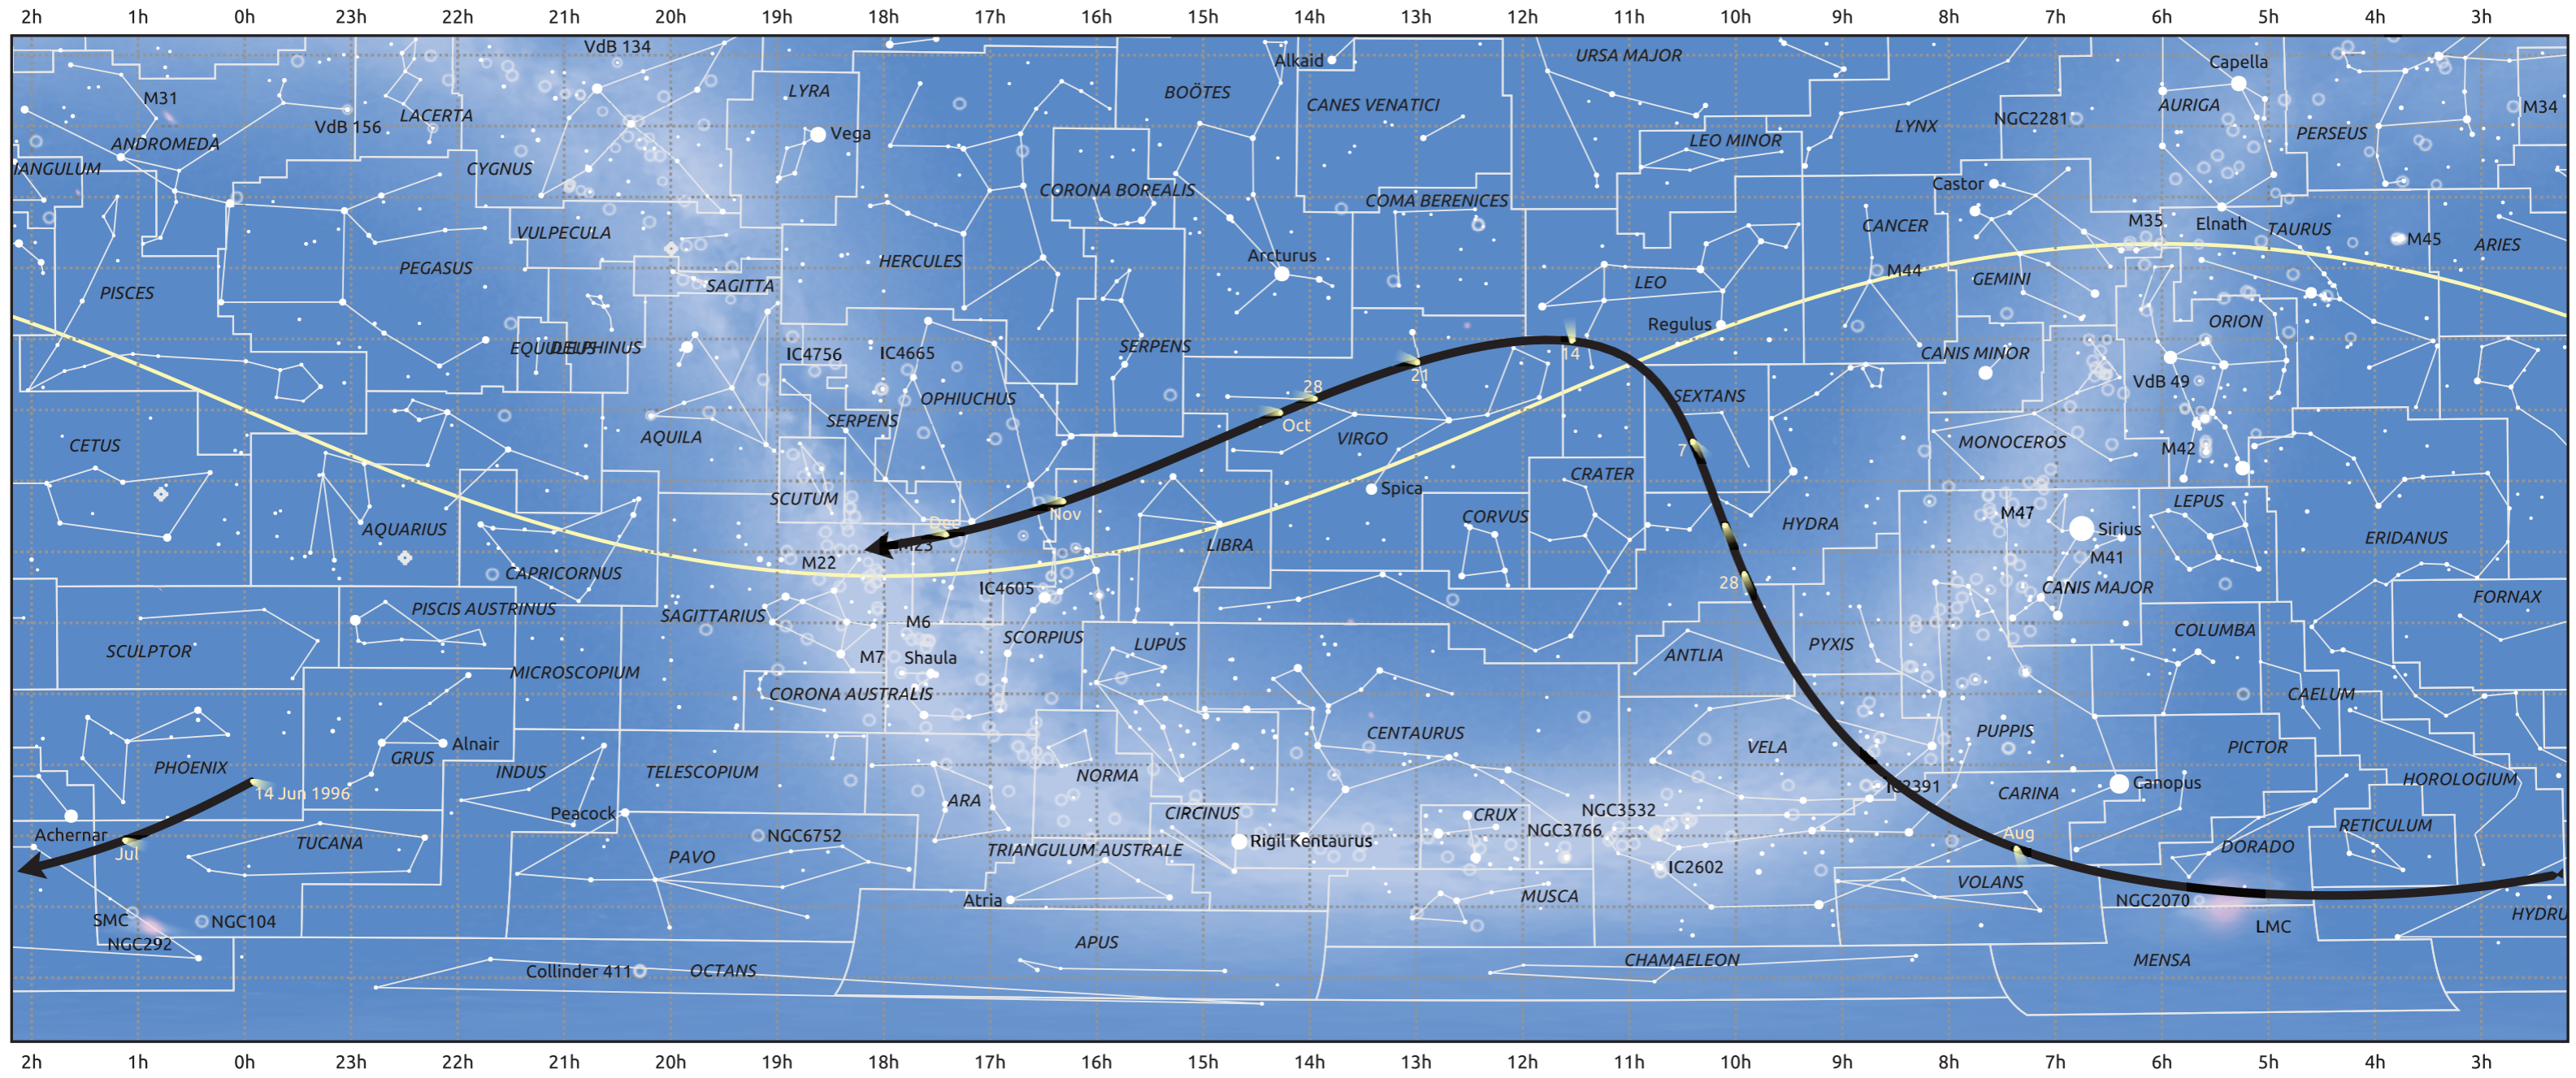 2h 1h 0h 23h 22h 21h 20h 19h 18h 17h 16h 15h 14h 13h 12h 11h 10h 9h 8h 7h 6h 5h 4h 3h
VdB 134
Alkaid
URSA MAJOR
Capella
M31
LYRA
BOÖTES
CANES VENATICI
AURIGA
M34
LACERTA
VdB 156
Vega
NGC2281
LYNX
PERSEUS
ANDROMEDA
LEO MINOR
IANGULUM
CYGNUS
CORONA BOREALIS
COMA BERENICES
Castor
VULPECULA
CANCER
M35
Elnath
TAURUS
M45
ARIES
PEGASUS
HERCULES
Arcturus
M44
GEMINI
PISCES
SAGITTA
LEO
Regulus
ORION
EQUULEUS
DELPHINUS
IC4756
IC4665
SERPENS
14
CANIS MINOR
21
VdB 49
28
OPHIUCHUS
SEXTANS
SERPENS
Oct
CETUS
AQUILA
VIRGO
7
MONOCEROS
M42
CRATER
Spica
SCUTUM
Nov
CORVUS
HYDRA
M47
LEPUS
AQUARIUS
Dec
Sirius
M23
LIBRA
ERIDANUS
M22
M41
CAPRICORNUS
IC4605
28
CANIS MAJOR
FORNAX
PISCIS AUSTRINUS
SAGITTARIUS
M6
SCORPIUS
LUPUS
PYXIS
COLUMBA
SCULPTOR
M7
Shaula
ANTLIA
MICROSCOPIUM
CORONA AUSTRALIS
CAELUM
CENTAURUS
PUPPIS
Alnair
GRUS
VELA
PICTOR
PHOENIX
INDUS
TELESCOPIUM
NORMA
HOROLOGIUM
14 Jun 1996
IC2391
CARINA
Canopus
ARA
Peacock
CIRCINUS
CRUX
NGC3532
Achernar
NGC6752
NGC3766
Aug
RETICULUM
TUCANA
Rigil Kentaurus
Jul
PAVO
TRIANGULUM AUSTRALE
DORADO
IC2602
VOLANS
Atria
MUSCA
NGC2070
HYDRU
SMC
NGC104
LMC
NGC292
APUS
Collinder 411
OCTANS
CHAMAELEON
MENSA
2h 1h 0h 23h 22h 21h 20h 19h 18h 17h 16h 15h 14h 13h 12h 11h 10h 9h 8h 7h 6h 5h 4h 3h